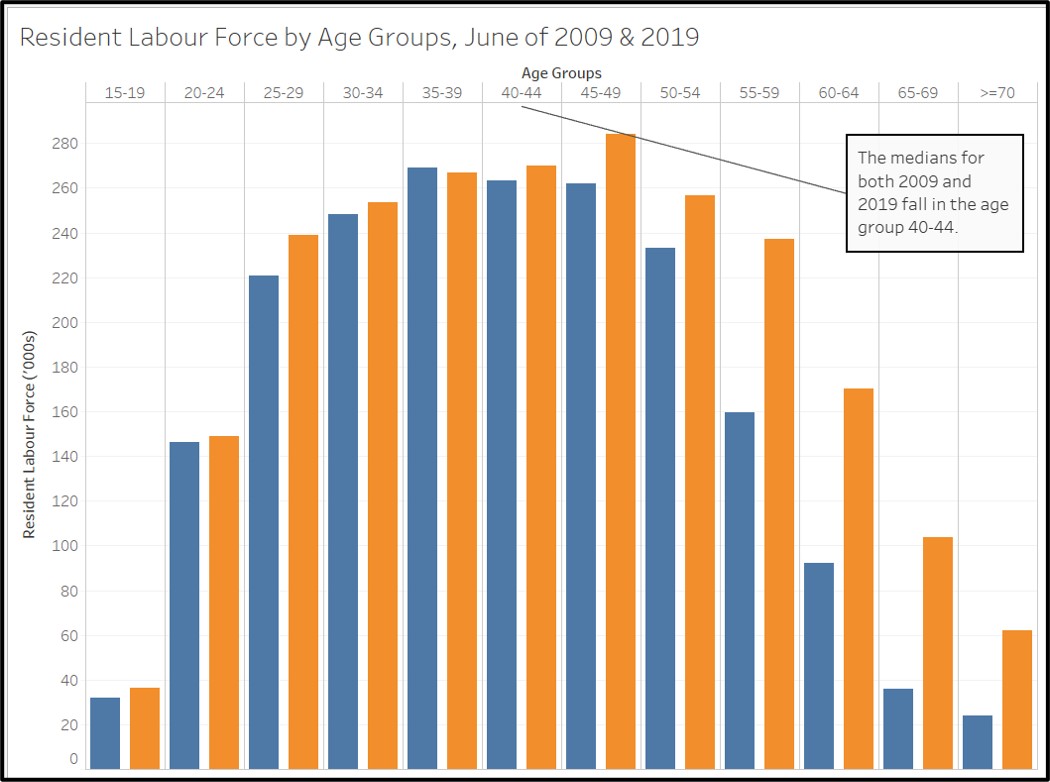 Resident Labour Force by Age Groups, June of 2009 & 2019
Age Groups
15-19 20-24 25-29 30-34 35-39 40-44 45-49 50-54 55-59 60-64 65-69 >=70
The medians for
both 2009 and
2019 fall in the age
group 40-44.
Resident Labour Force ('000s)
280
260
240
220
200
180
160
140
120
100
80
60
40
20
0